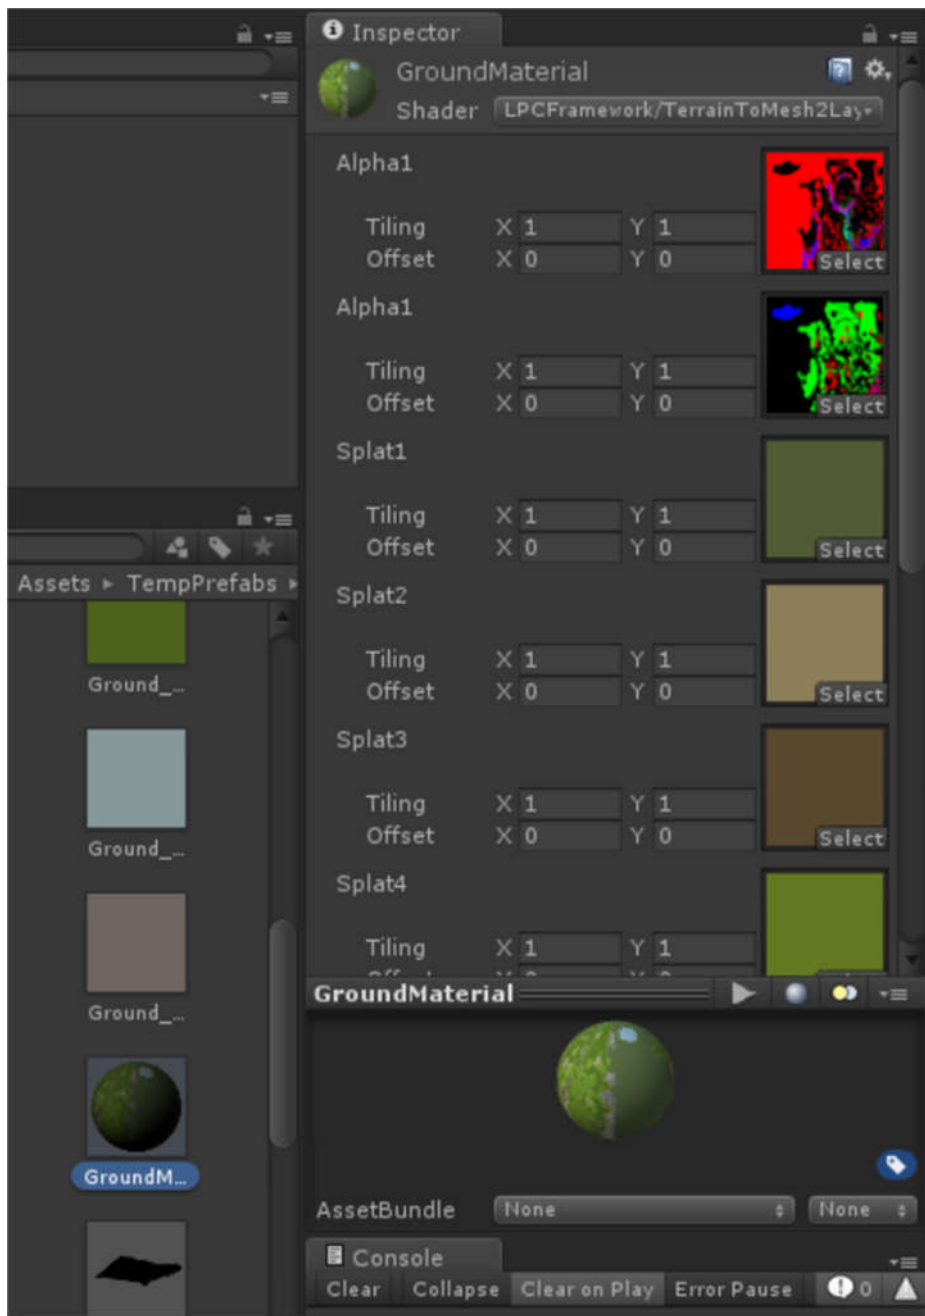 Inspector
GroundMaterial
Shader LPCFramework/TerrainToMesh2Lay
Alpha1
Tiling X 1 Y 1
Offset X 0 Y 0
Select
Alpha1
Tiling X 1 Y 1
Offset X 0 Y 0
Select
Splat1
Tiling X 1 Y 1
Offset X 0 Y 0
Select
Splat2
Tiling X 1 Y 1
Offset X 0 Y 0
Select
Splat3
Tiling X 1 Y 1
Offset X 0 Y 0
Select
Splat4
Tiling X 1 Y 1
Assets ▸ TempPrefabs ▸
Ground_...
Ground_...
Ground_...
GroundM...
GroundMaterial
AssetBundle None None
Console
Clear Collapse Clear on Play Error Pause 0